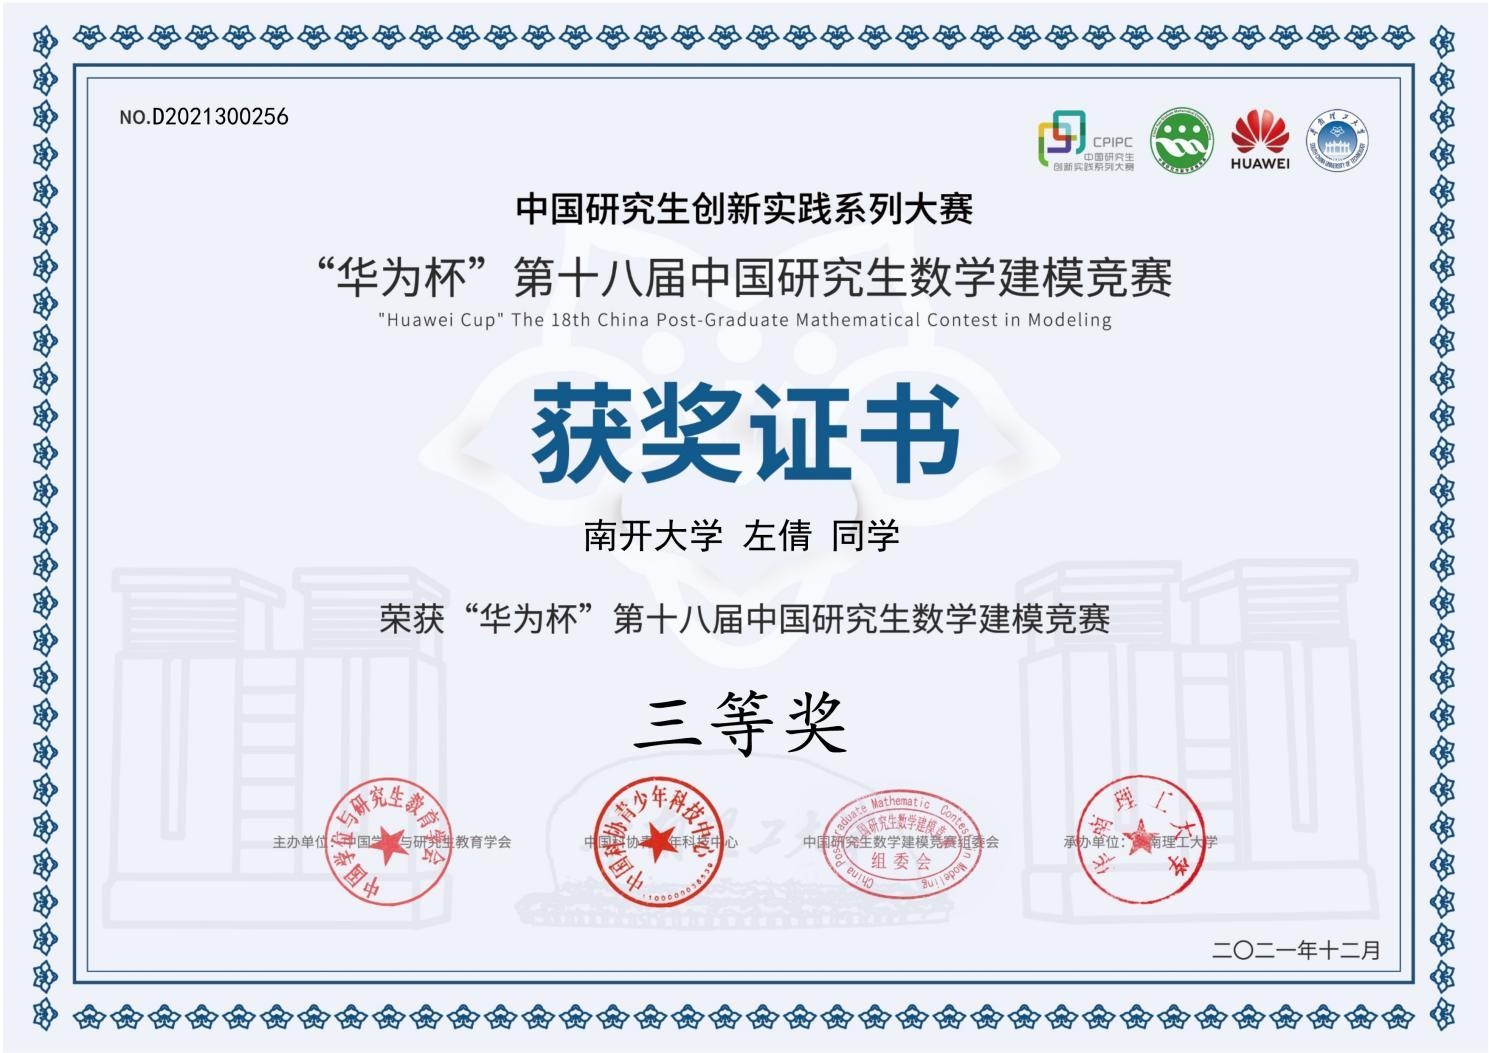 NO.D2021300256
CPIPC
中国研究生
创新实践系列大赛
HUAWEI
中国研究生创新实践系列大赛
“华为杯”第十八届中国研究生数学建模竞赛
"Huawei Cup" The 18th China Post-Graduate Mathematical Contest in Modeling
获奖证书
南开大学 左倩 同学
荣获“华为杯”第十八届中国研究生数学建模竞赛
三等奖
主办单位：中国学位与研究生教育学会
中国科协青少年科技中心
中国研究生数学建模竞赛组委会
承办单位：华南理工大学
中国学位与研究生教育学会
中国科协青少年科技中心
China Postgraduate Mathematic Contest in Modeling
中国研究生数学建模竞赛
组委会
华南理工大学
二〇二一年十二月